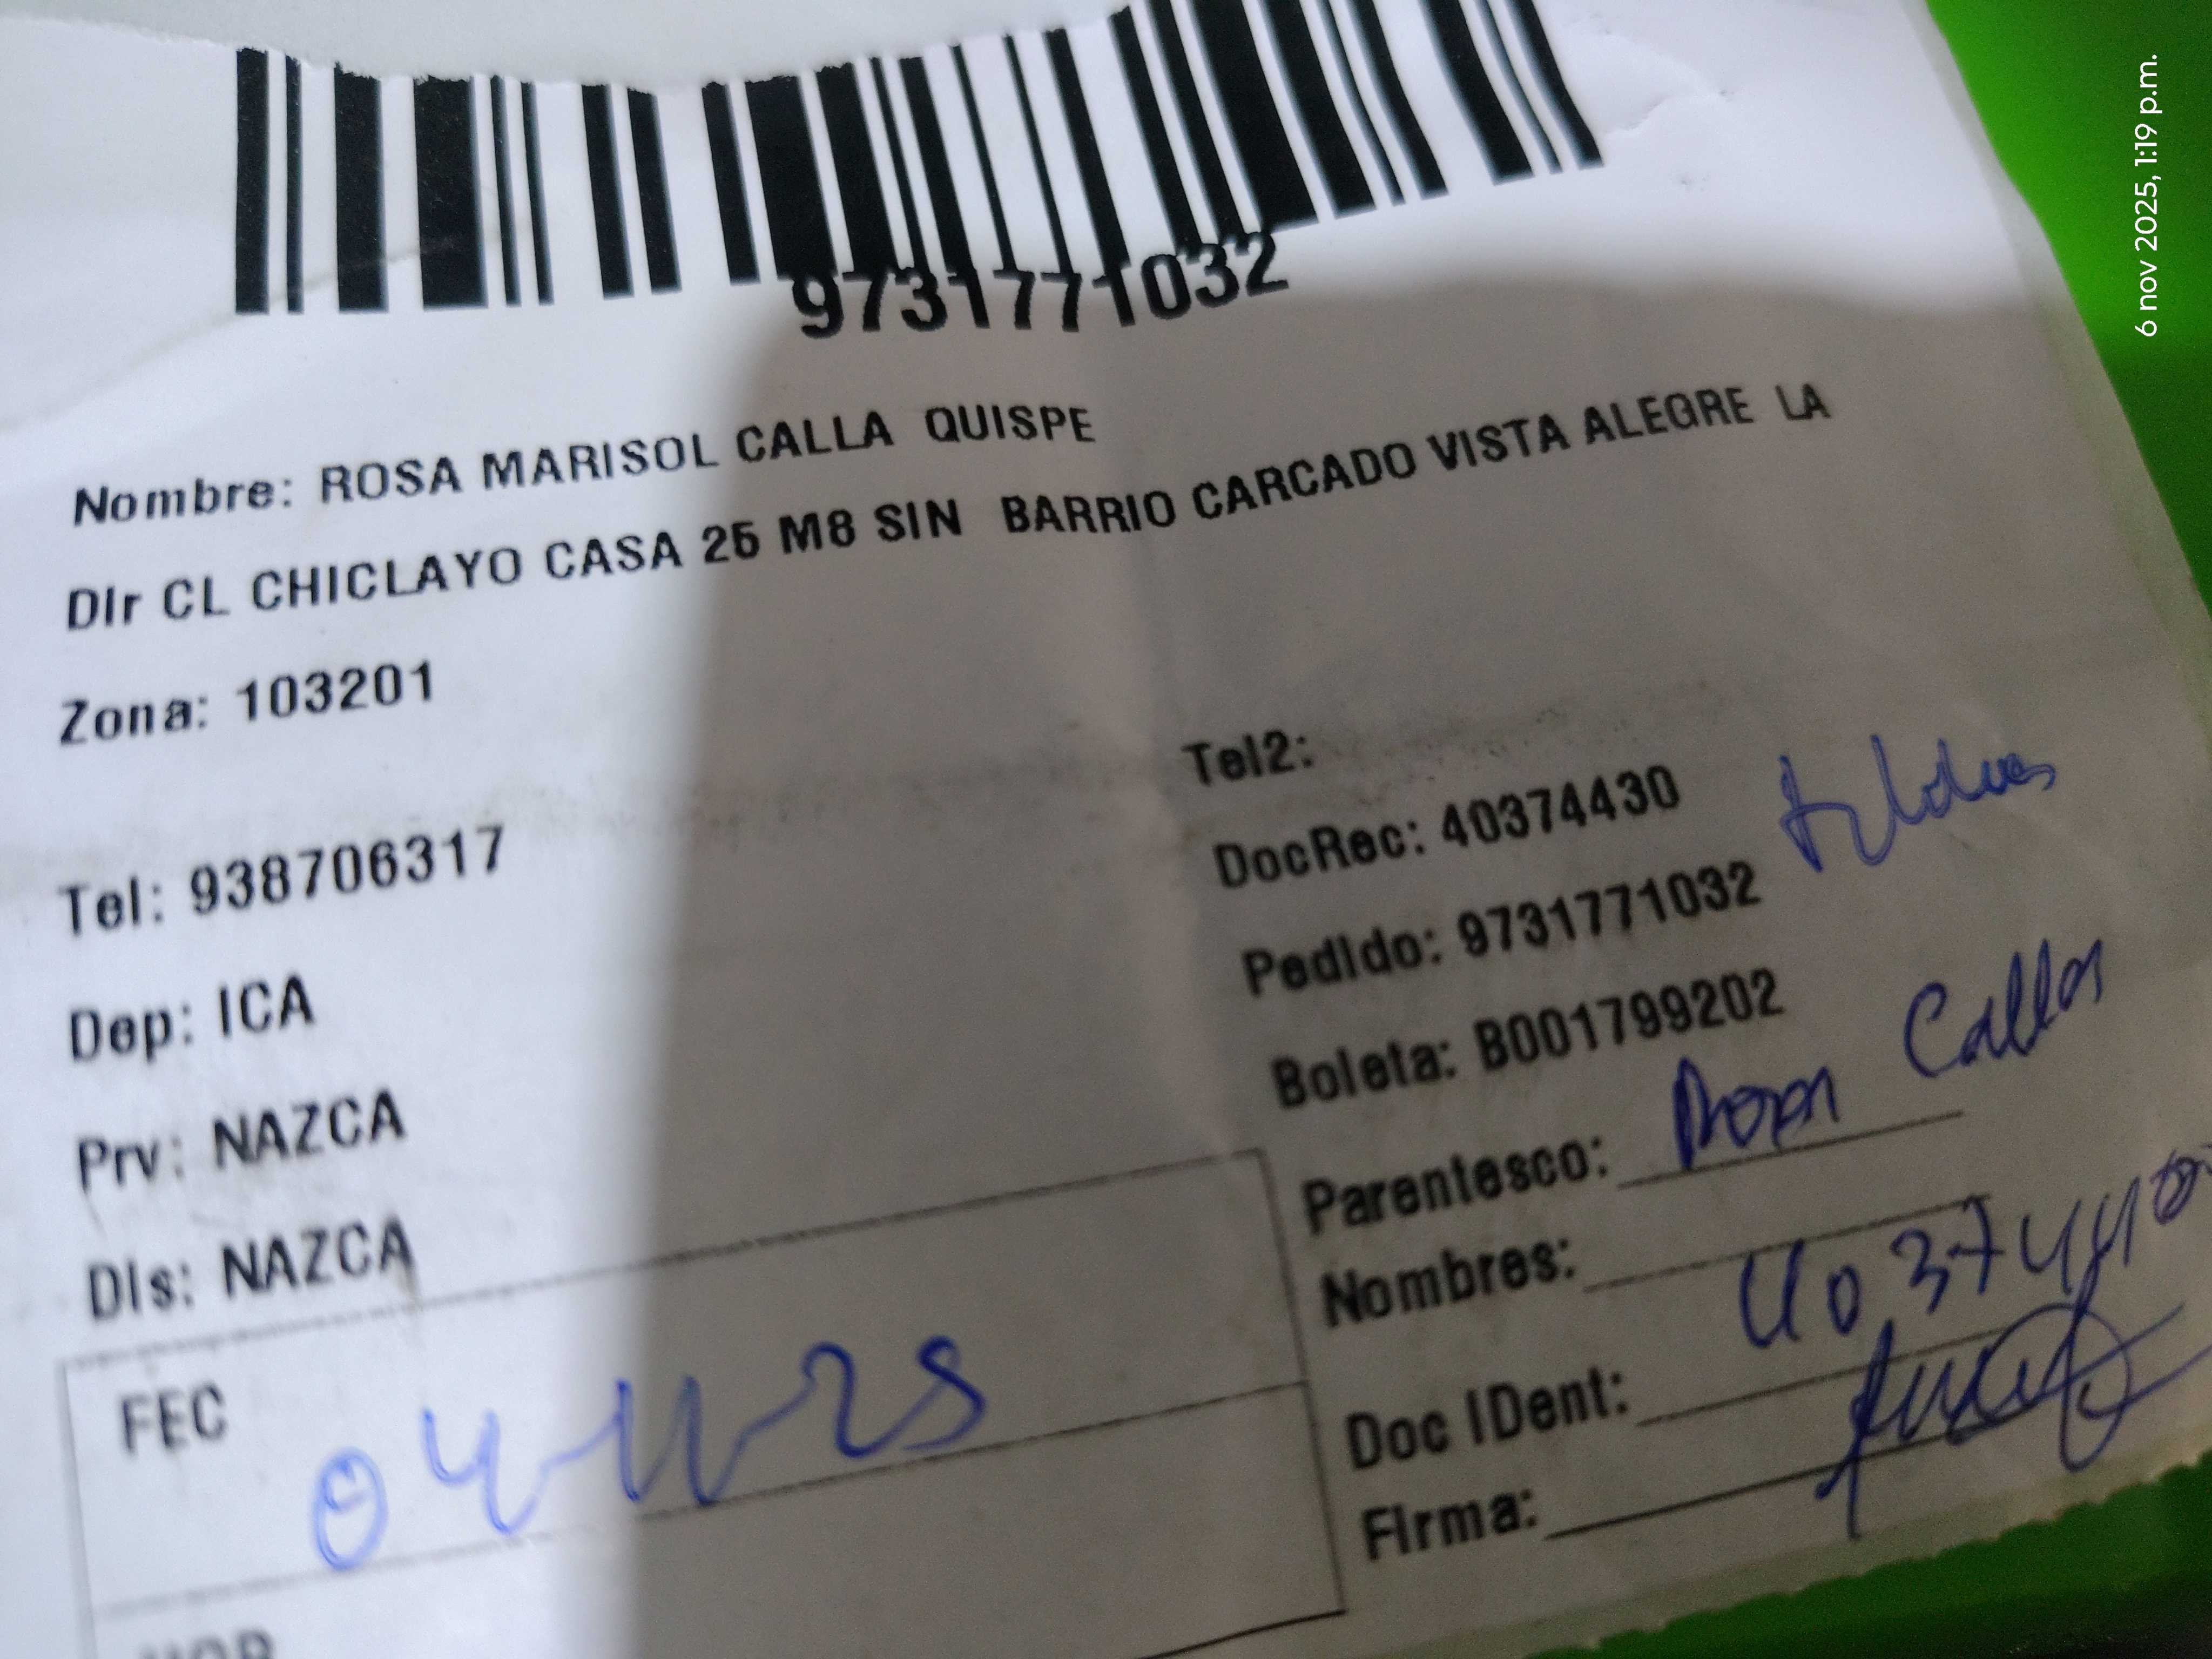 9731771032
Nombre: ROSA MARISOL CALLA QUISPE
Dir CL CHICLAYO CASA 25 M8 SIN BARRIO CARCADO VISTA ALEGRE LA
Zona: 103201
Tel: 938706317
Tel2:
Dep: ICA
DocRec: 40374430
Prv: NAZCA
Pedido: 9731771032
Dis: NAZCA
Boleta: B001799202
Parentesco: Rosa Calla
Nombres:
Doc IDent:
Firma:
FEC
04 11 25
HOR
6 nov 2025, 1:19 p.m.